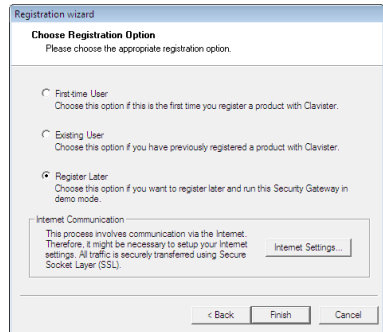 Registration wizard
Choose Registration Option
Please choose the appropriate registration option.
First-time User
Choose this option if this is the first time you register a product with Clavister.
Existing User
Choose this option if you have previously registered a product with Clavister.
Register Later
Choose this option if you want to register later and run this Security Gateway in
demo mode.
Internet Communication
This process involves communication via the Internet.
Therefore, it might be necessary to setup your Internet
settings. All traffic is securely transferred using Secure
Socket Layer (SSL).
Internet Settings...
< Back Finish Cancel